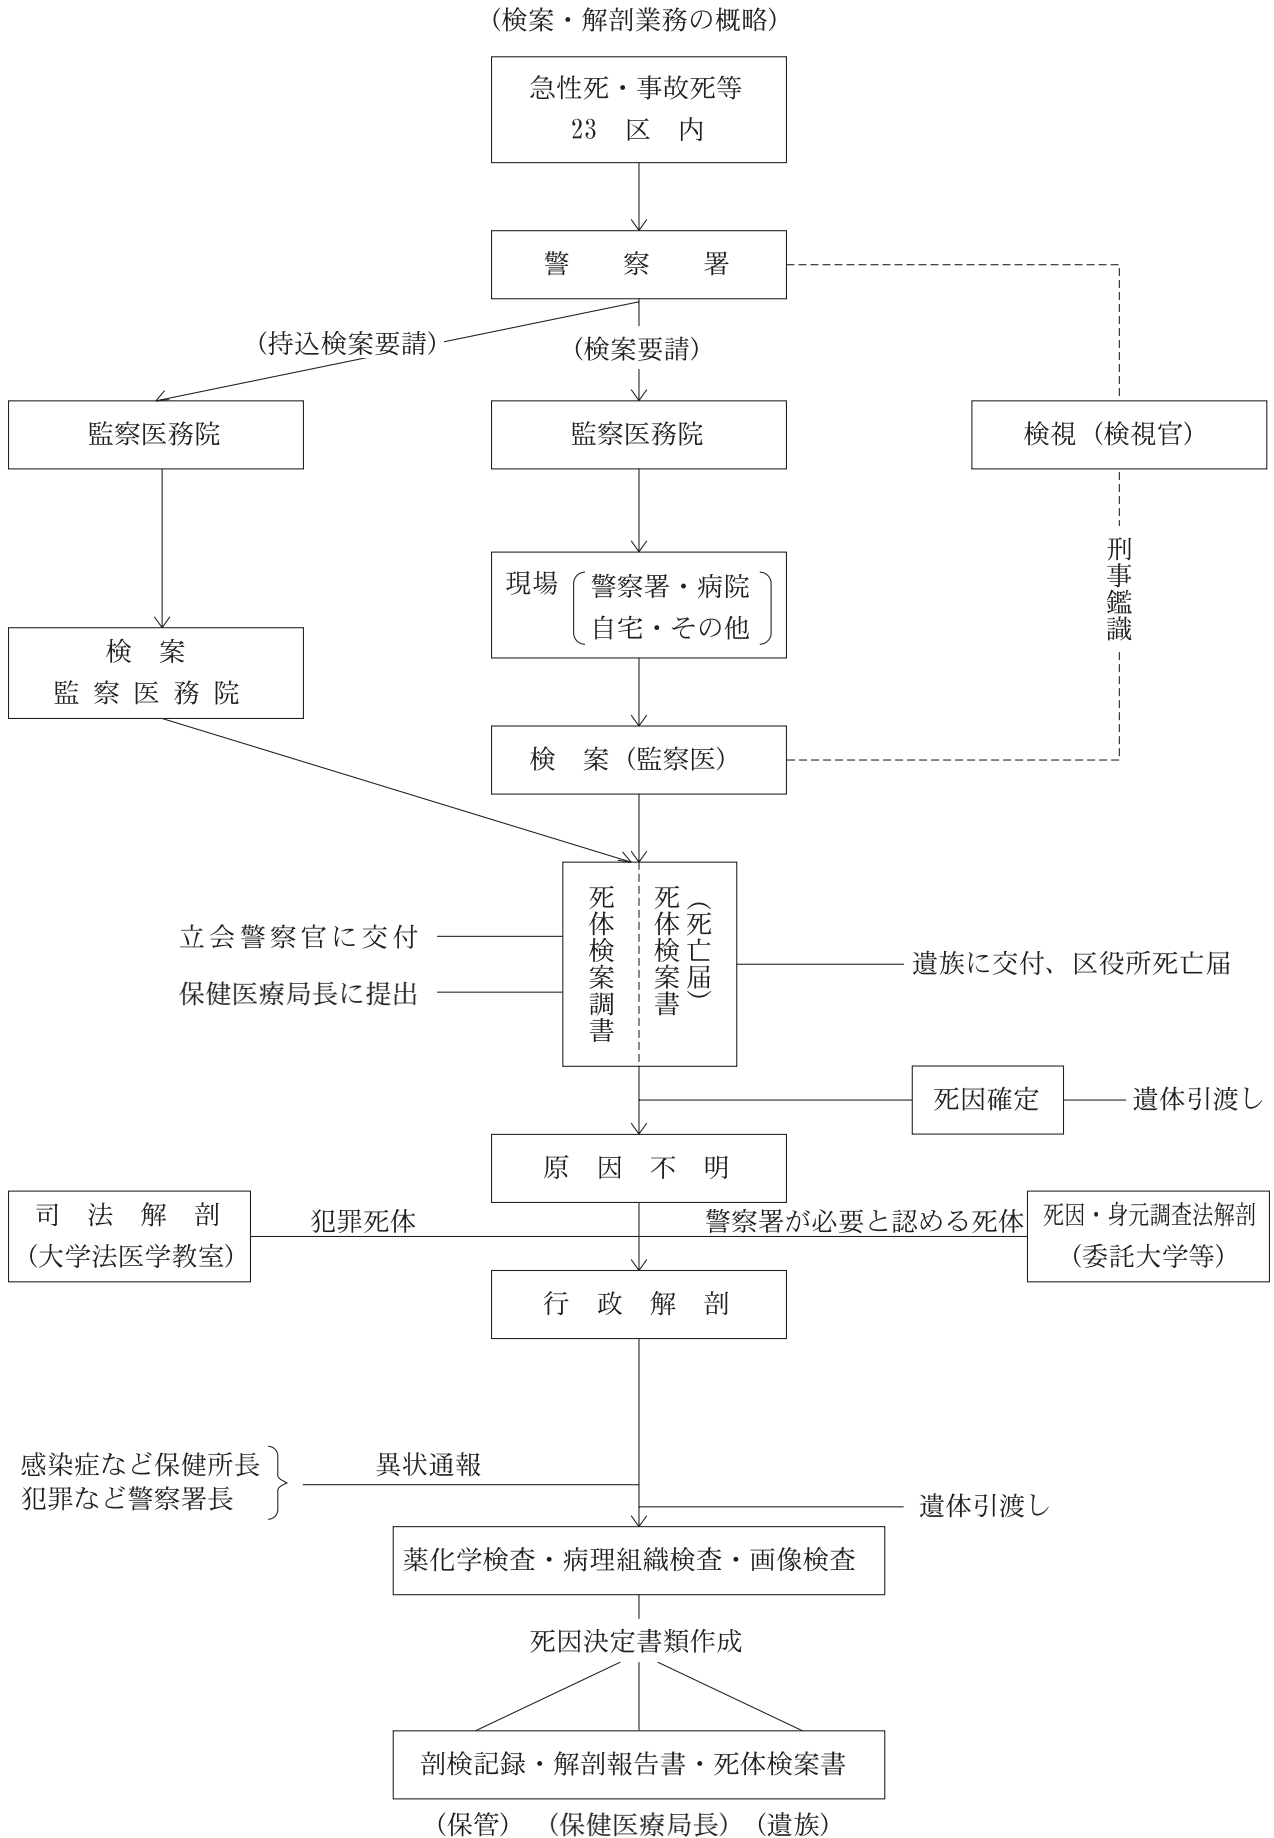 (検案・解剖業務の概略)
急性死・事故死等
23 区 内
警 察 署
(持込検案要請)
(検案要請)
監察医務院
監察医務院
検視 (検視官)
刑事鑑識
現場
警察署・病院
自宅・その他
検 案
監 察 医 務 院
検 案 (監察医)
死体検案調書
死体検案書
(死亡届)
立会警察官に交付
保健医療局長に提出
遺族に交付、区役所死亡届
死因確定
遺体引渡し
原 因 不 明
司 法 解 剖
(大学法医学教室)
犯罪死体
警察署が必要と認める死体
死因・身元調査法解剖
(委託大学等)
行 政 解 剖
感染症など保健所長
犯罪など警察署長
異状通報
遺体引渡し
薬化学検査・病理組織検査・画像検査
死因決定書類作成
剖検記録・解剖報告書・死体検案書
(保管) (保健医療局長) (遺族)